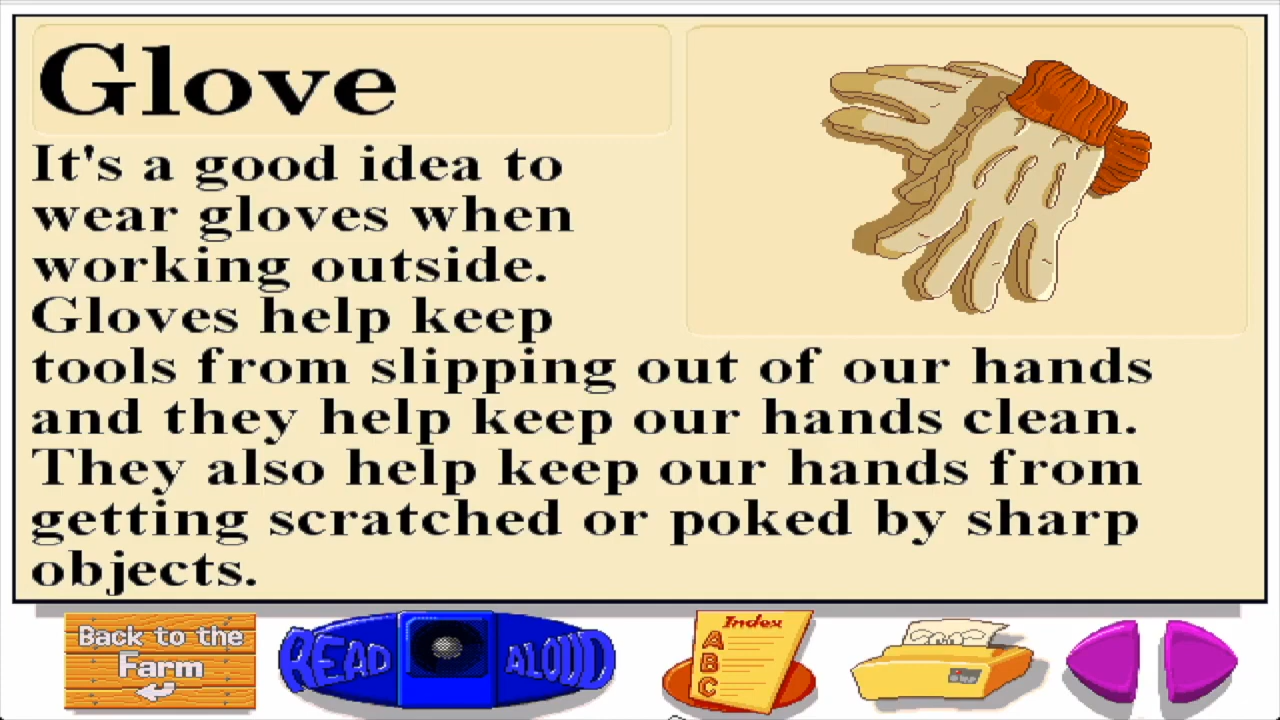 Glove
It's a good idea to
wear gloves when
working outside.
Gloves help keep
tools from slipping out of our hands
and they help keep our hands clean.
They also help keep our hands from
getting scratched or poked by sharp
objects.
Back to the
Farm
READ ALOUD
Index
A
B
C